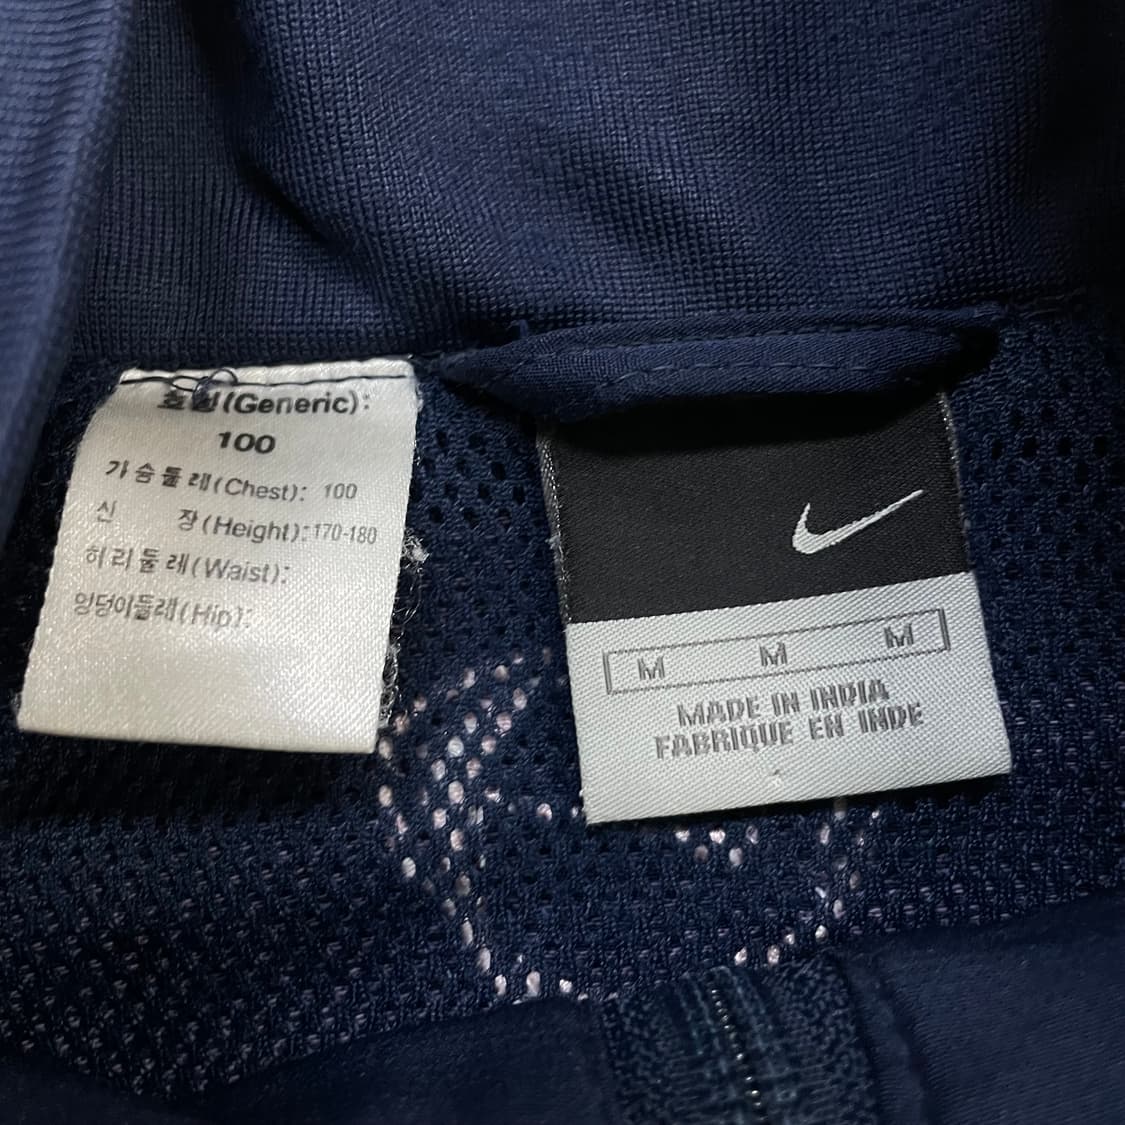 호칭(Generic):
100
가슴둘레(Chest): 100
신 장(Height): 170-180
허리둘레(Waist):
엉덩이둘레(Hip):
M M M
MADE IN INDIA
FABRIQUÉ EN INDE